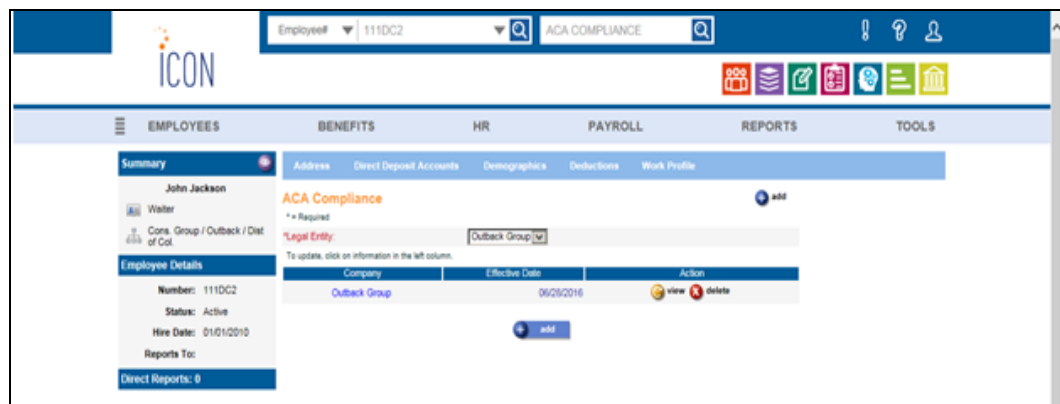 Employee# 111DC2 ACA COMPLIANCE
iCON
EMPLOYEES BENEFITS HR PAYROLL REPORTS TOOLS
Summary
Address Direct Deposit Accounts Demographics Deductions Work Profile
John Jackson
Waiter
Cons. Group / Outback / Dist of Col.
ACA Compliance
add
* = Required
*Legal Entity:
Outback Group
To update, click on information in the left column.
Company Effective Date Action
Outback Group 06/26/2016 view delete
add
Employee Details
Number: 111DC2
Status: Active
Hire Date: 01/01/2010
Reports To:
Direct Reports: 0